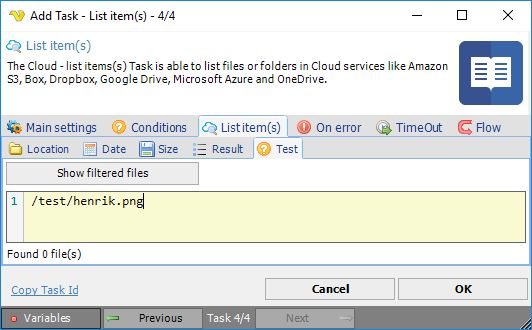 Add Task - List item(s) - 4/4
List item(s)
The Cloud - list items(s) Task is able to list files or folders in Cloud services like Amazon
S3, Box, Dropbox, Google Drive, Microsoft Azure and OneDrive.
Main settings Conditions List item(s) On error TimeOut Flow
Location Date Size Result Test
Show filtered files
1 /test/henrik.png
Found 0 file(s)
Copy Task Id Cancel OK
Variables Previous Task 4/4 Next